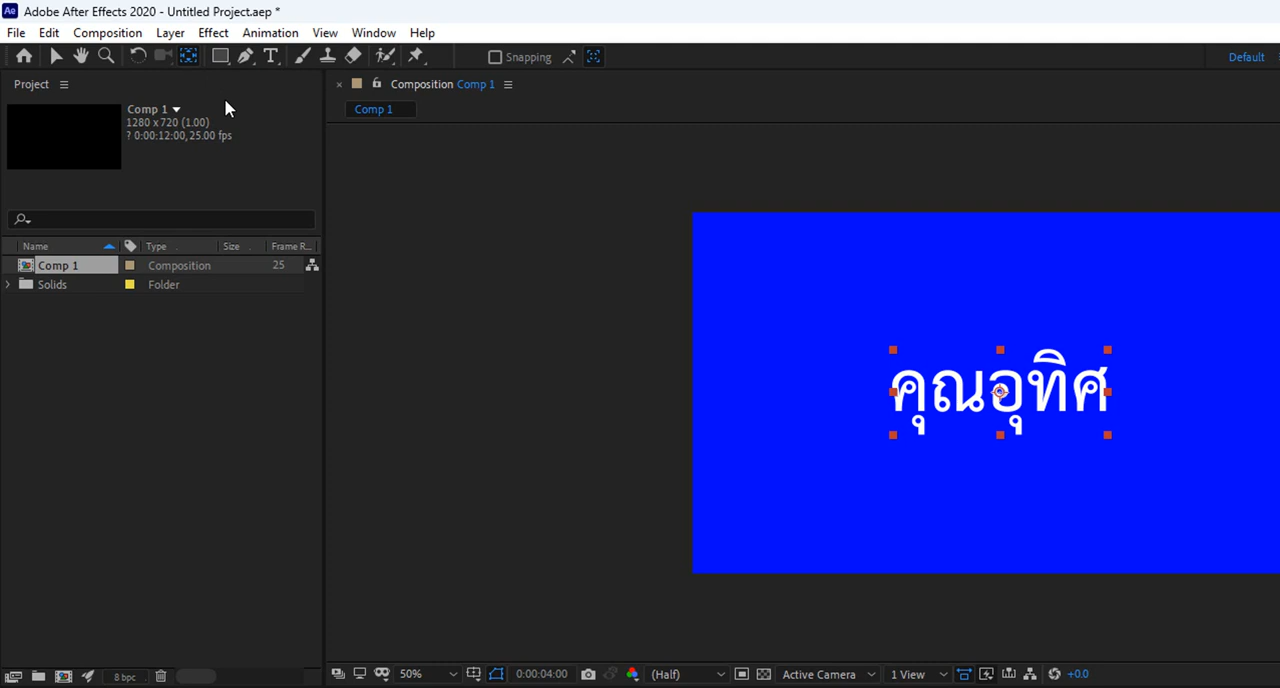 Adobe After Effects 2020 - Untitled Project.aep *
File Edit Composition Layer Effect Animation View Window Help
Snapping Default
Project
Composition Comp 1
Comp 1
1280 x 720 (1.00)
? 0:00:12:00, 25.00 fps
Comp 1
Name Type Size Frame R...
Comp 1 Composition 25
Solids Folder
คุณอุทิศ
8 bpc 50% 0:00:04:00 (Half) Active Camera 1 View +0.0